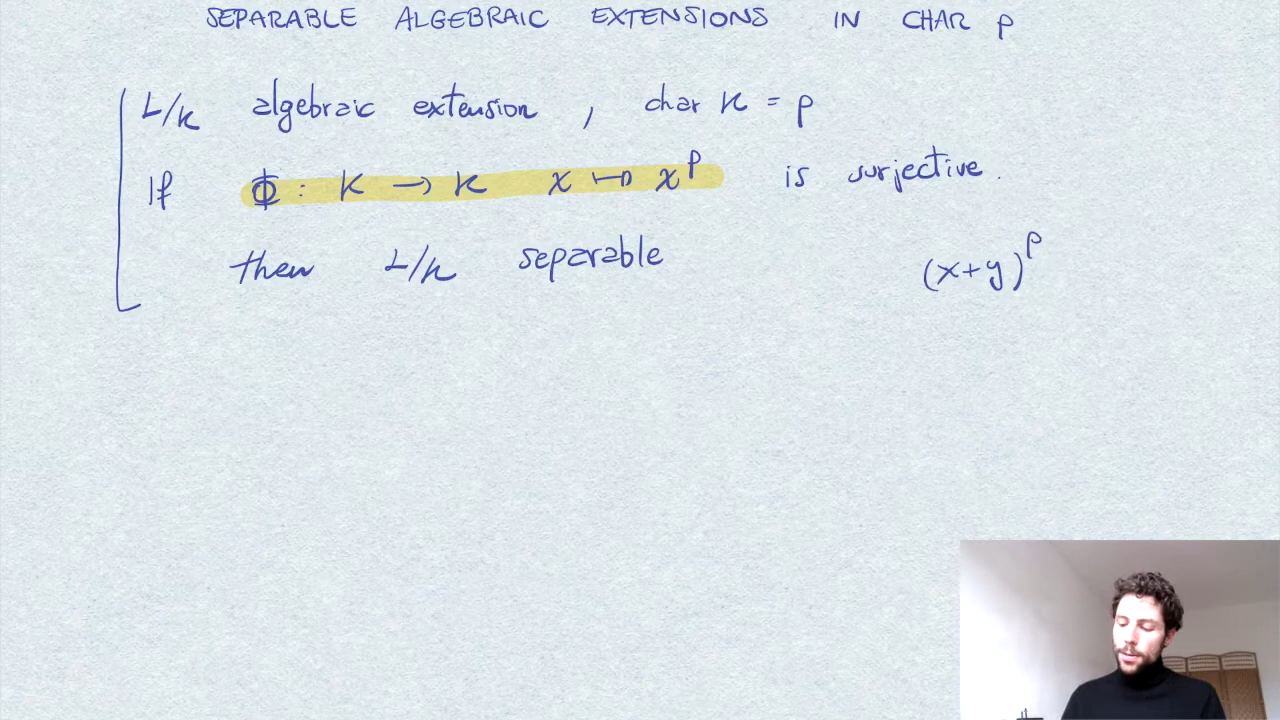 SEPARABLE ALGEBRAIC EXTENSIONS IN CHAR p
L/K algebraic extension, char K = p
If Φ: K → K x ↦ x^p is surjective.
then L/K separable
(x+y)^p